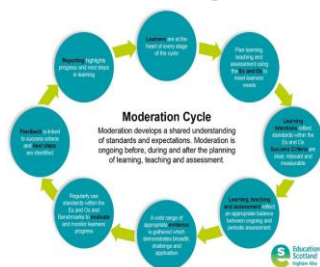 Learners are at the
heart of every stage
of the cycle
Plan learning,
teaching and
assessment using
the Es and Os to
meet learners'
needs
Learning
Intentions reflect
standards within the
Es and Os.
Success Criteria are
clear, relevant and
measurable
Learning, teaching
and assessment reflect
an appropriate balance
between ongoing and
periodic assessment
A wide range of
appropriate evidence
is gathered which
demonstrates breadth,
challenge and
application
Regularly use standards
within the Es and Os and
Benchmarks to evaluate
and monitor learners'
progress
Feedback is linked
to success criteria
and next steps
are identified
Reporting highlights
progress and next steps
in learning
Moderation Cycle
Moderation develops a shared understanding
of standards and expectations. Moderation is
ongoing before, during and after the planning
of learning, teaching and assessment.
Education
Scotland
Foghlam Alba